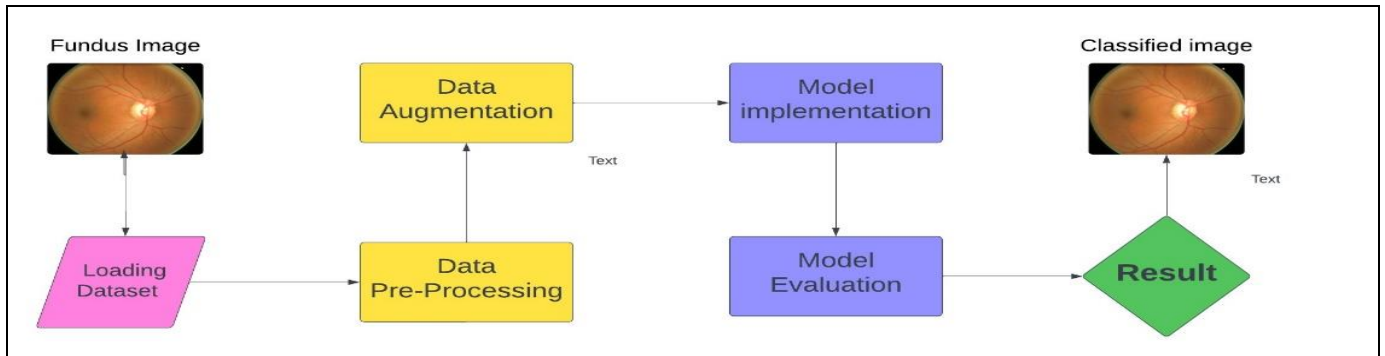 Fundus Image
Classified image
Data
Augmentation
Model
implementation
Text
Text
Loading
Dataset
Data
Pre-Processing
Model
Evaluation
Result